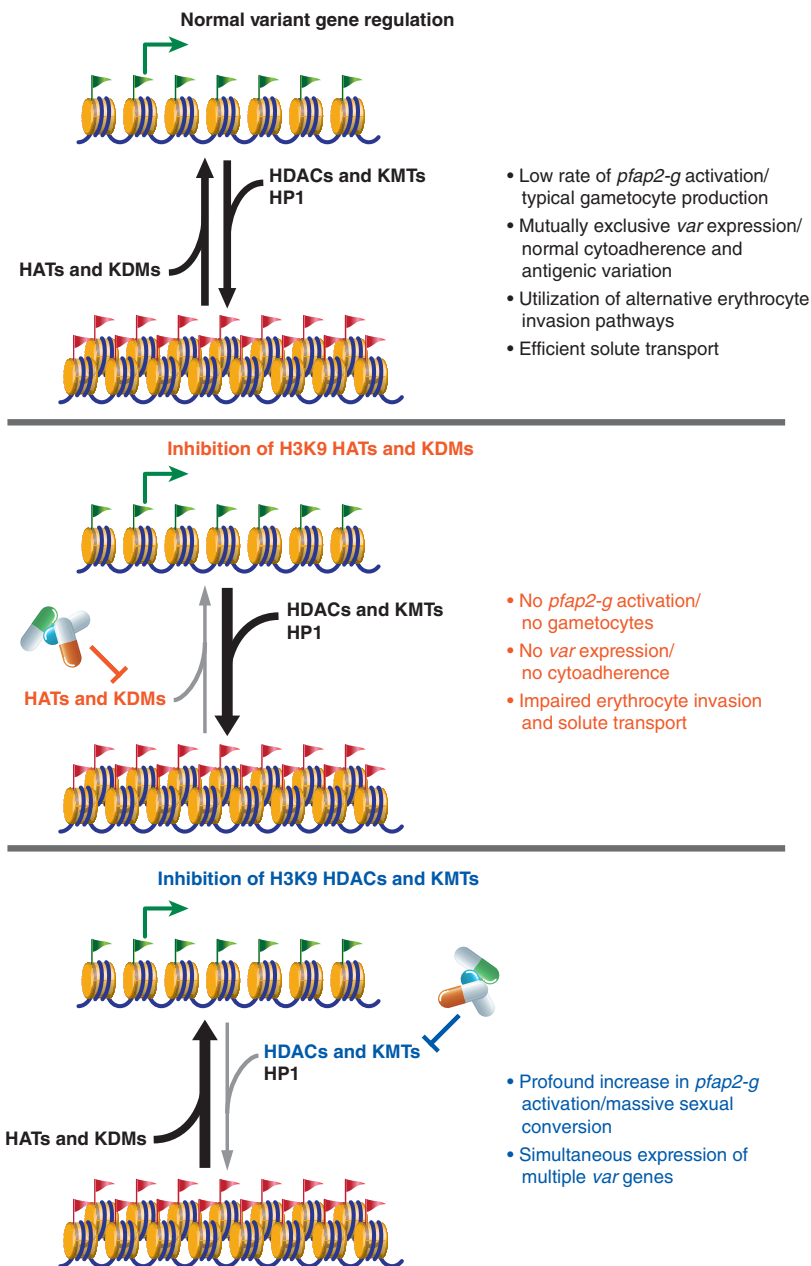 Normal variant gene regulation
HDACs and KMTs
HP1
HATs and KDMs
• Low rate of pfap2-g activation/
typical gametocyte production
• Mutually exclusive var expression/
normal cytoadherence and
antigenic variation
• Utilization of alternative erythrocyte
invasion pathways
• Efficient solute transport
Inhibition of H3K9 HATs and KDMs
HDACs and KMTs
HP1
HATs and KDMs
• No pfap2-g activation/
no gametocytes
• No var expression/
no cytoadherence
• Impaired erythrocyte invasion
and solute transport
Inhibition of H3K9 HDACs and KMTs
HDACs and KMTs
HP1
HATs and KDMs
• Profound increase in pfap2-g
activation/massive sexual
conversion
• Simultaneous expression of
multiple var genes